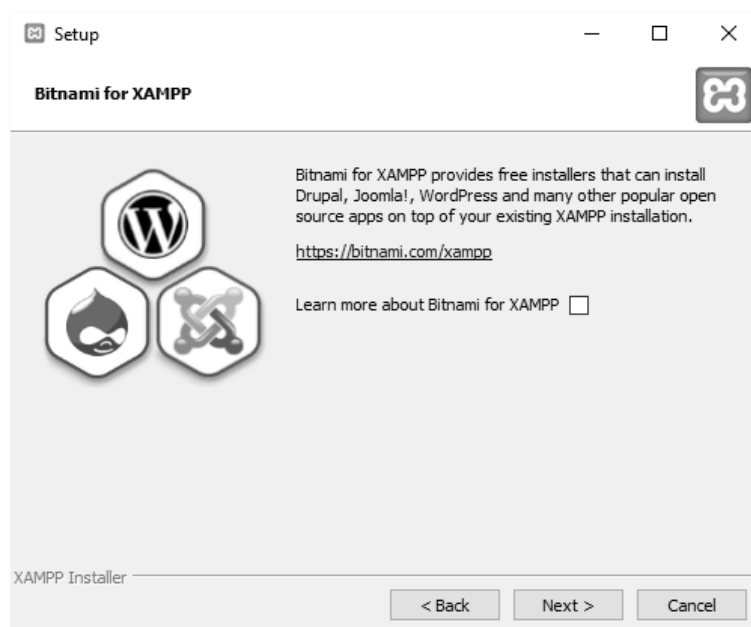 Setup
Bitnami for XAMPP
Bitnami for XAMPP provides free installers that can install
Drupal, Joomla!, WordPress and many other popular open
source apps on top of your existing XAMPP installation.
https://bitnami.com/xampp
Learn more about Bitnami for XAMPP
XAMPP Installer
< Back
Next >
Cancel